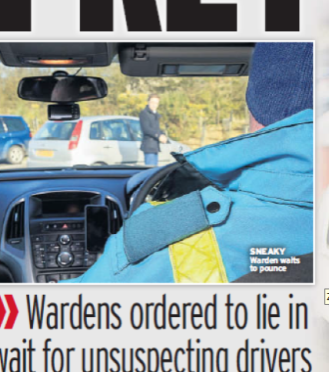 SNEAKY
Warden waits
to pounce
» Wardens ordered to lie in
wait for unsuspecting drivers